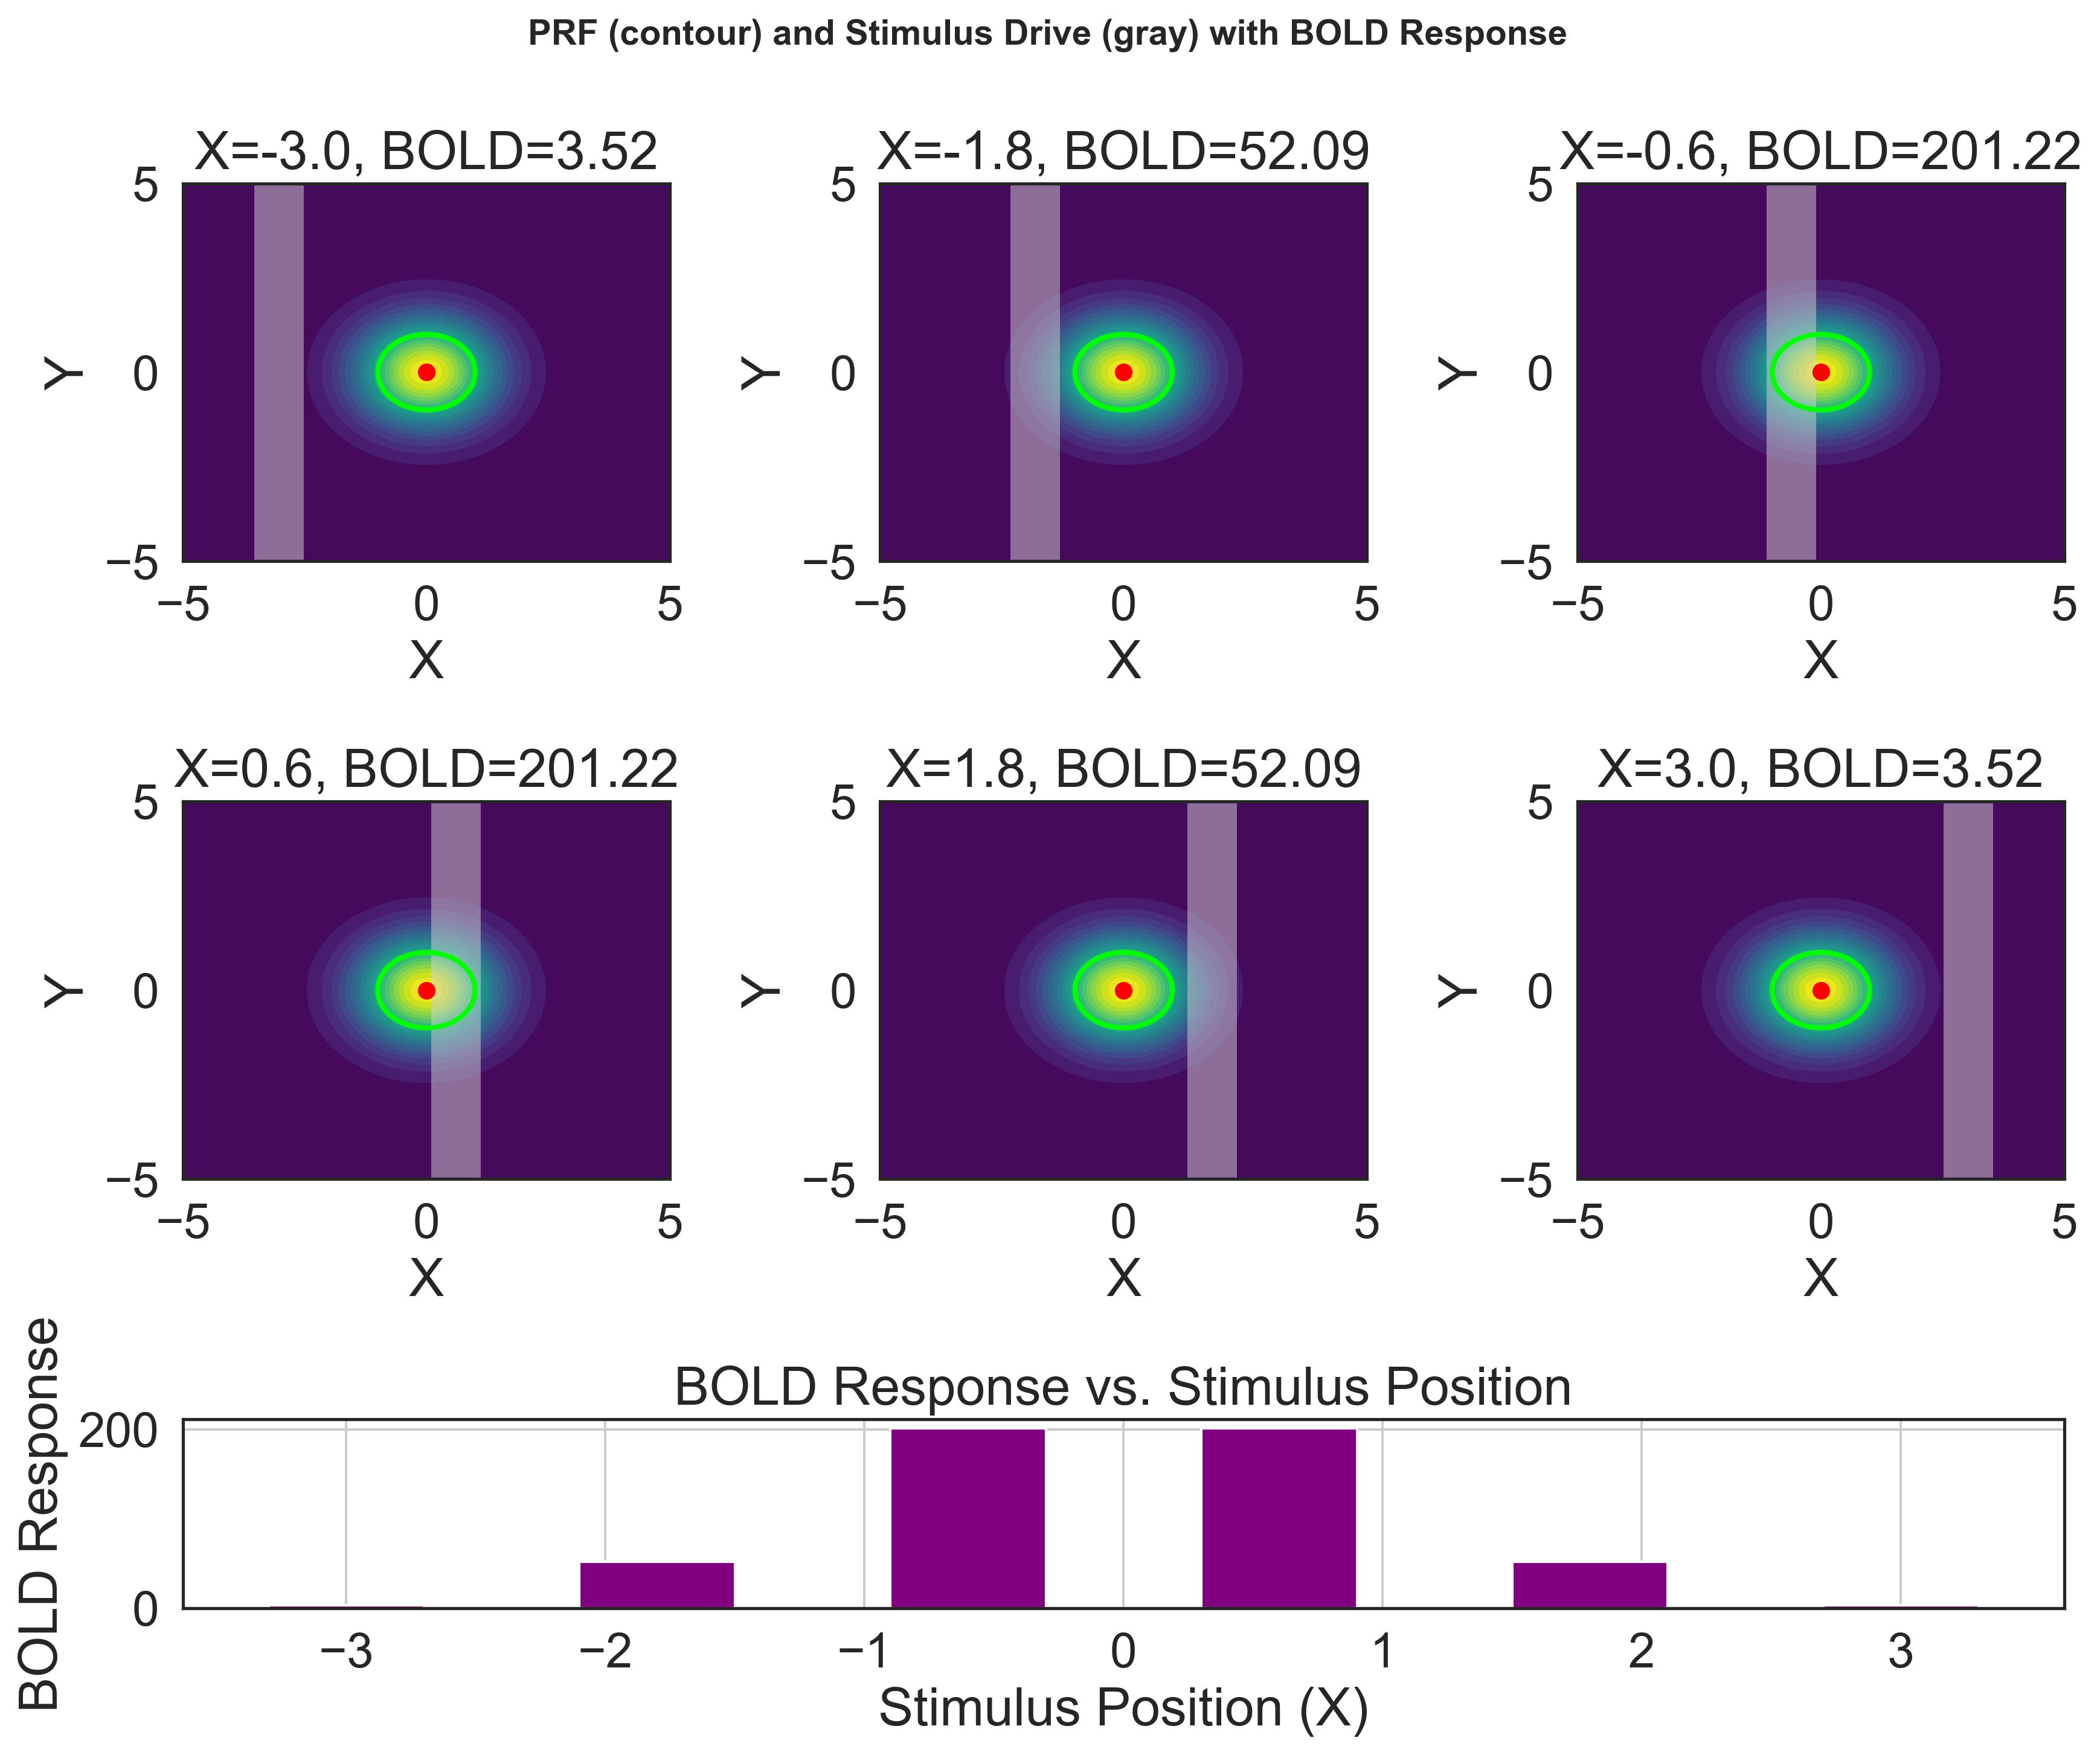 PRF (contour) and Stimulus Drive (gray) with BOLD Response
X=-3.0, BOLD=3.52
X=-1.8, BOLD=52.09
X=-0.6, BOLD=201.22
5
0
−5
Y
−5 0 5
X
5
0
−5
Y
−5 0 5
X
5
0
−5
Y
−5 0 5
X
X=0.6, BOLD=201.22
X=1.8, BOLD=52.09
X=3.0, BOLD=3.52
5
0
−5
Y
−5 0 5
X
5
0
−5
Y
−5 0 5
X
5
0
−5
Y
−5 0 5
X
BOLD Response vs. Stimulus Position
BOLD Response
200
0
−3 −2 −1 0 1 2 3
Stimulus Position (X)